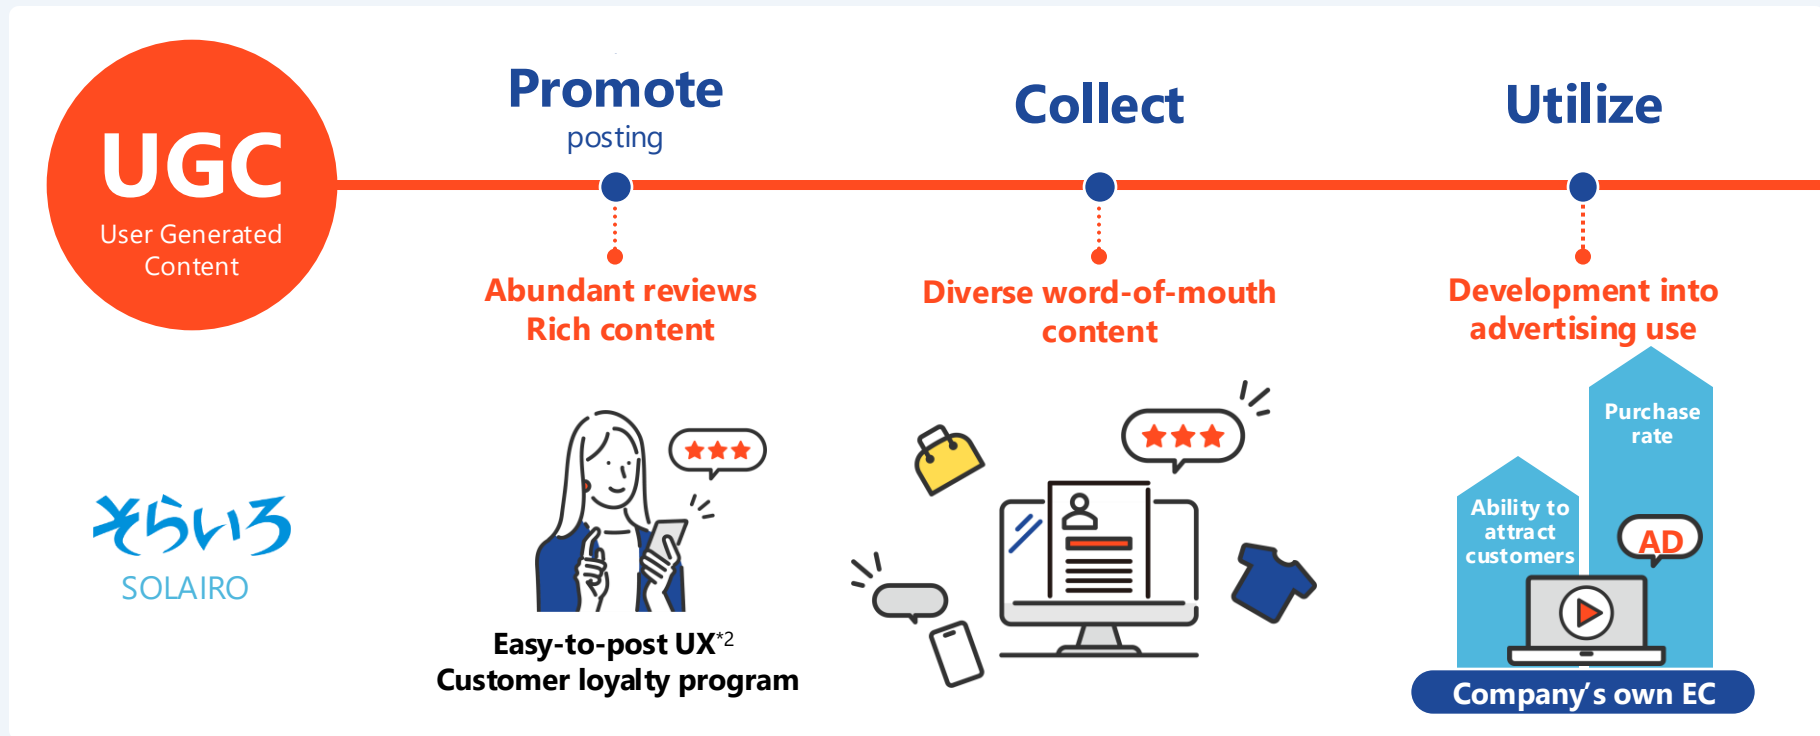 UGC
User Generated
Content
Promote
posting
Abundant reviews
Rich content
Easy-to-post UX*2
Customer loyalty program
Collect
Diverse word-of-mouth
content
Utilize
Development into
advertising use
Purchase
rate
Ability to
attract
customers
AD
Company's own EC
そらいろ
SOLAIRO